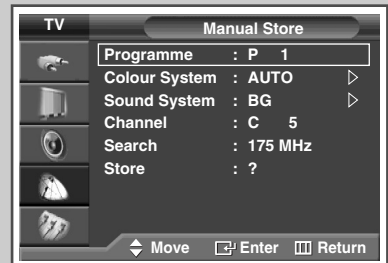 TV
Manual Store
Programme : P 1
Colour System : AUTO
Sound System : BG
Channel : C 5
Search : 175 MHz
Store : ?
Move Enter Return